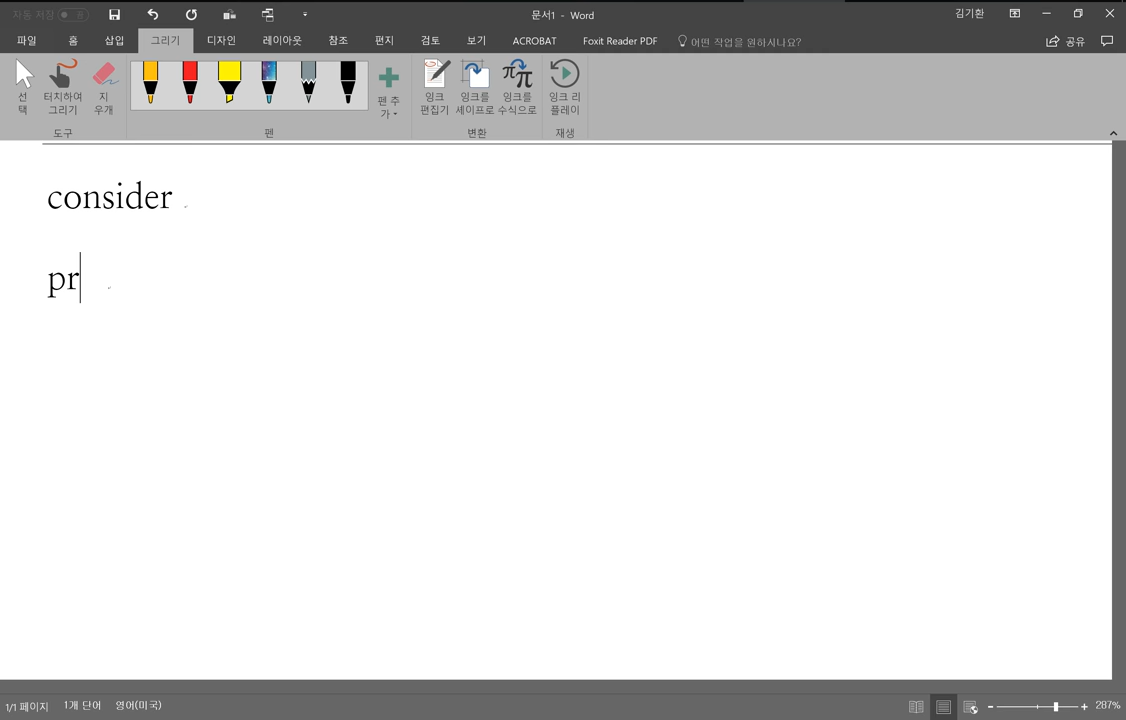 자동 저장
문서1 - Word
김기환
파일 홈 삽입 그리기 디자인 레이아웃 참조 편지 검토 보기 ACROBAT Foxit Reader PDF 어떤 작업을 원하시나요? 공유
선택
터치하여 그리기
지우개
펜 추가
잉크 편집기
잉크를 셰이프로
잉크를 수식으로
잉크 리플레이
도구 펜 변환 재생
consider
pr
1/1 페이지 1개 단어 영어(미국) 287%